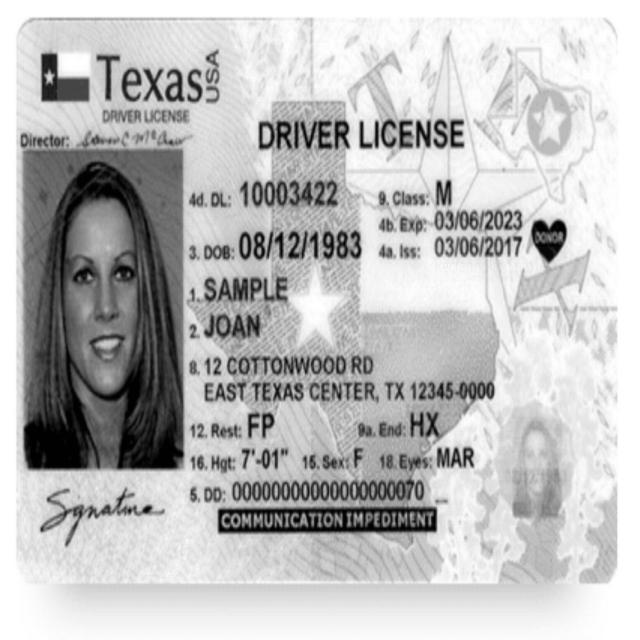 Texas USA
DRIVER LICENSE
Director:
DRIVER LICENSE
4d. DL: 10003422
9. Class: M
4b. Exp: 03/06/2023
3. DOB: 08/12/1983
4a. Iss: 03/06/2017
DONOR
1. SAMPLE
2. JOAN
8. 12 COTTONWOOD RD
EAST TEXAS CENTER, TX 12345-0000
12. Rest: FP
9a. End: HX
16. Hgt: 7'-01"
15. Sex: F
18. Eyes: MAR
5. DD: 00000000000000000070
COMMUNICATION IMPEDIMENT
Signature